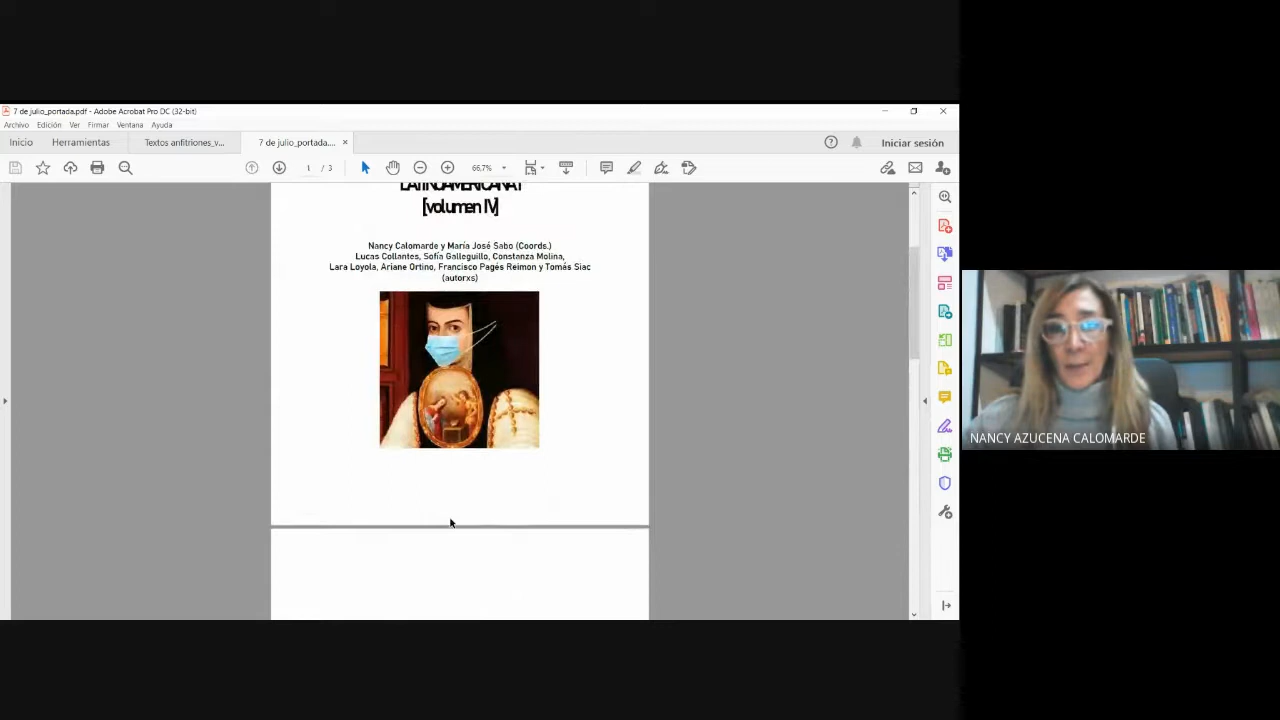 7 de julio_portada.pdf - Adobe Acrobat Pro DC (32-bit)
Archivo Edición Ver Firmar Ventana Ayuda
Inicio Herramientas Textos anfitriones_v... 7 de julio_portada.... × Iniciar sesión
1 / 3 66,7%
LATINOAMERICANA I
[volumen IV]
Nancy Calomarde y María José Sabo (Coords.)
Lucas Collantes, Sofía Galleguillo, Constanza Molina,
Lara Loyola, Ariane Ortino, Francisco Pagés Reimon y Tomás Siac
(autorxs)
NANCY AZUCENA CALOMARDE